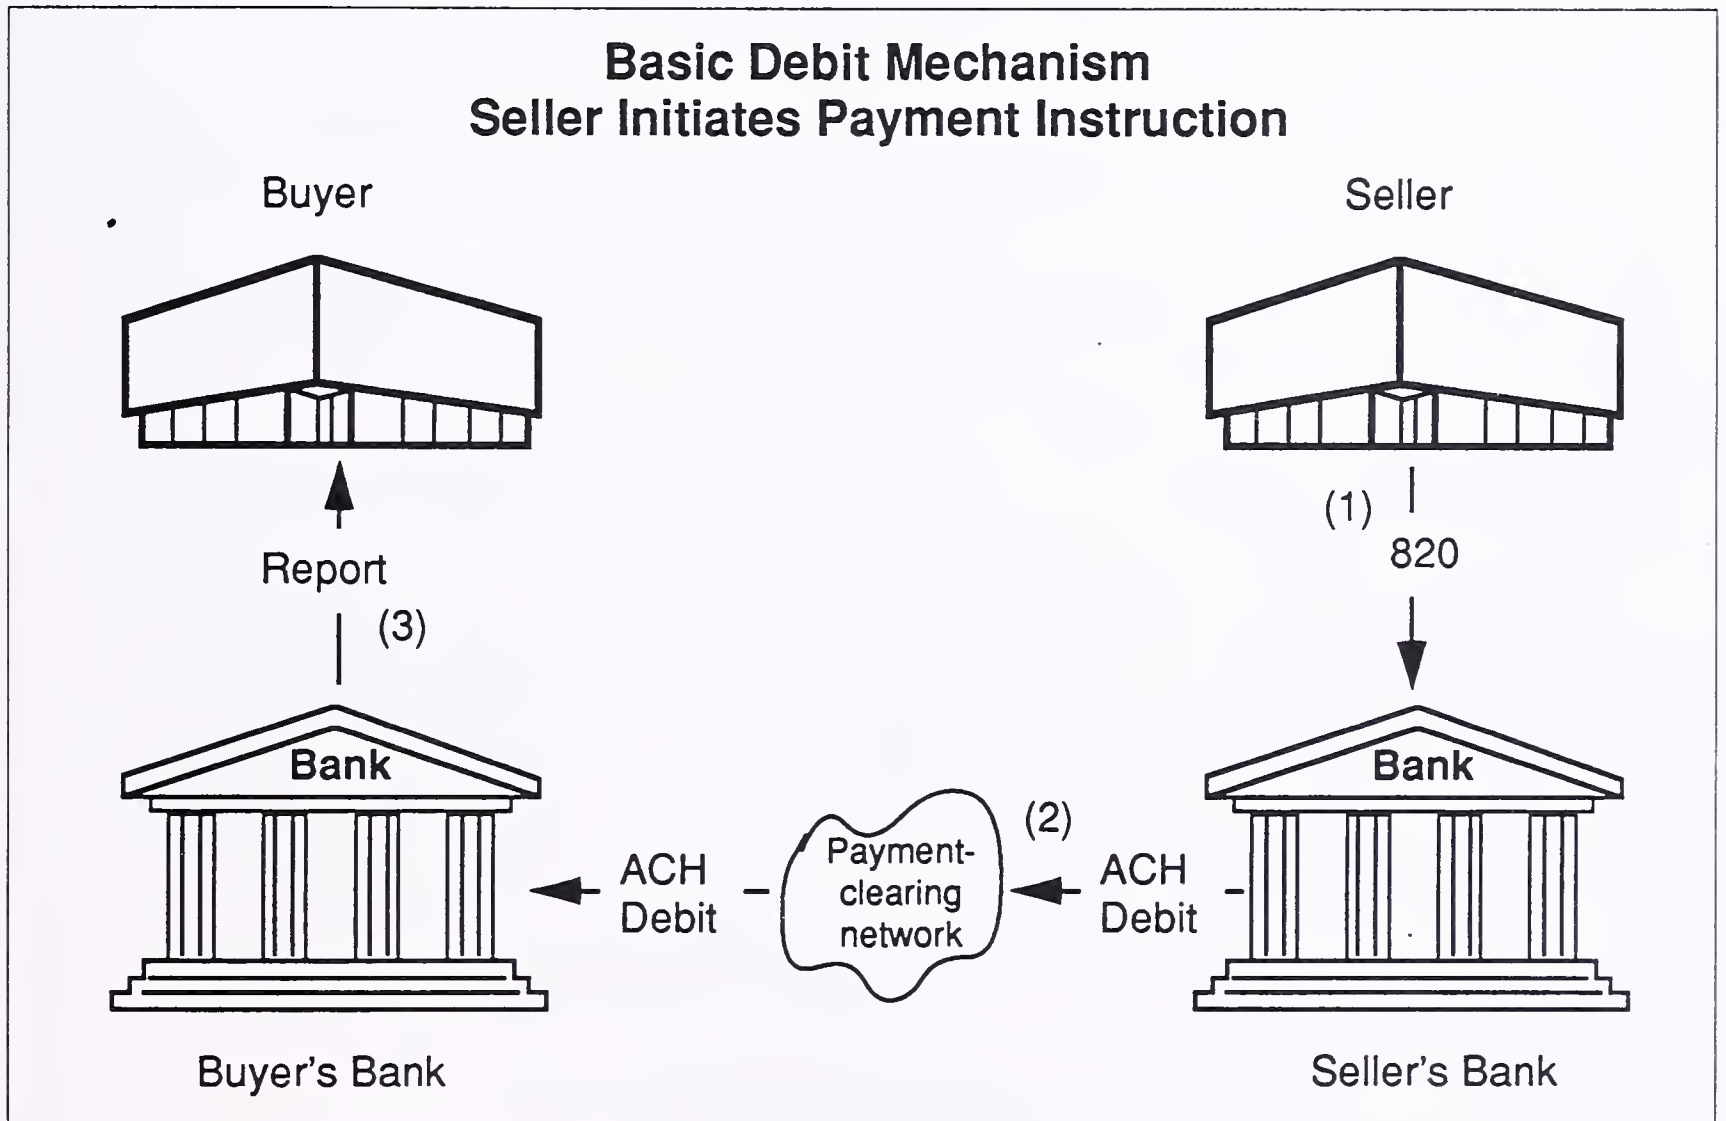 Basic Debit Mechanism
Seller Initiates Payment Instruction
Buyer
Seller
(1)
820
Report
(3)
Bank
Bank
(2)
Payment-
clearing
network
ACH
Debit
ACH
Debit
Buyer's Bank
Seller's Bank